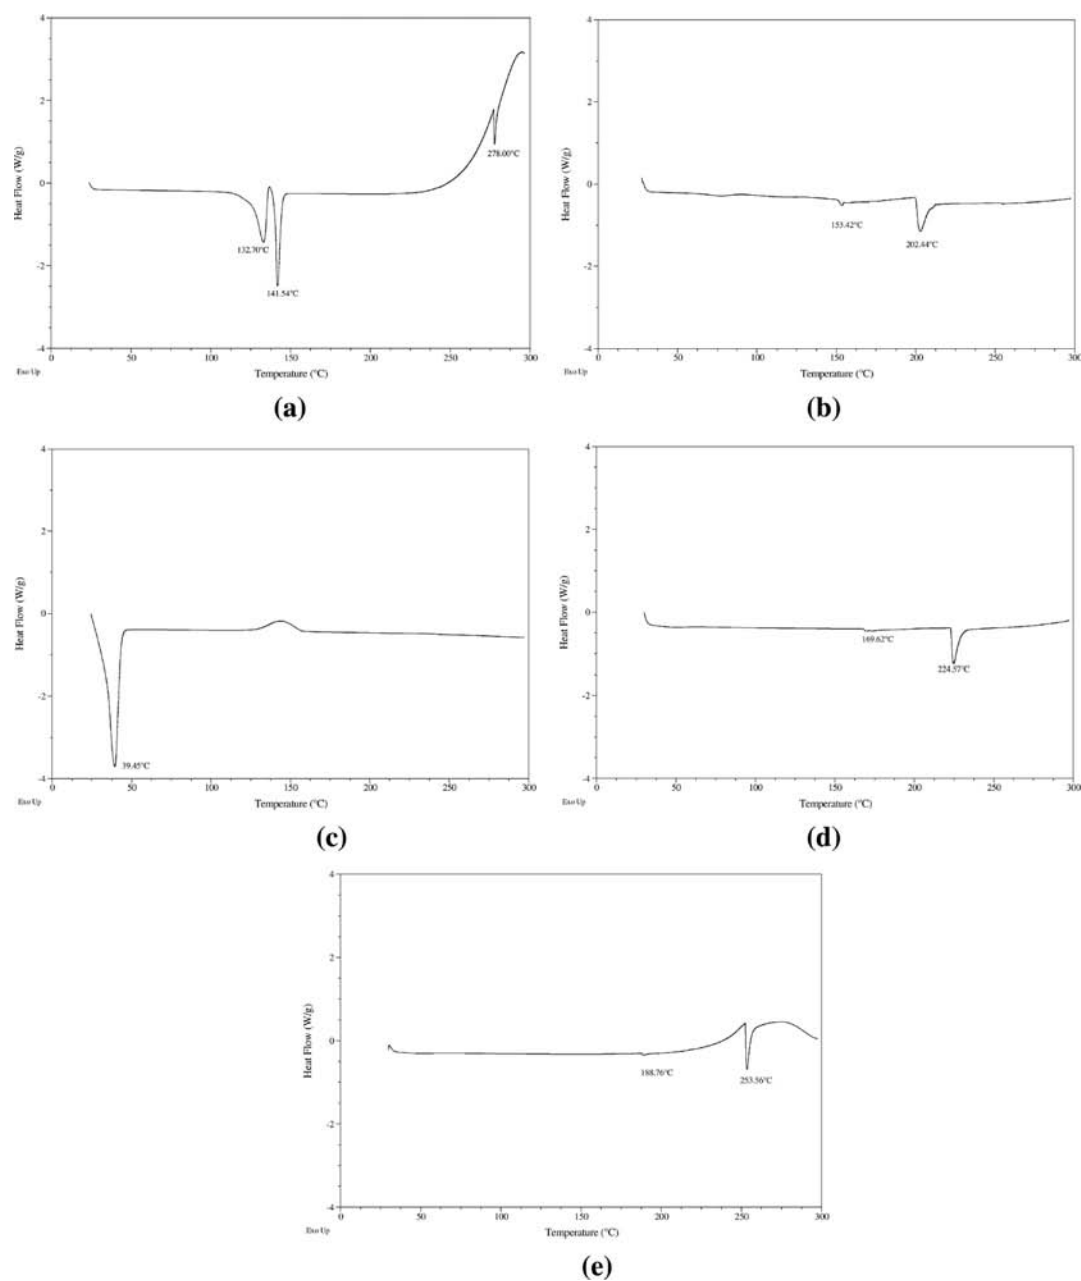 4
2
0
-2
-4
Heat Flow (W/g)
132.70°C
141.54°C
278.00°C
0 50 100 150 200 250 300
Exo Up
Temperature (°C)
(a)
4
2
0
-2
-4
Heat Flow (W/g)
153.42°C
202.44°C
0 50 100 150 200 250 300
Exo Up
Temperature (°C)
(b)
4
2
0
-2
-4
Heat Flow (W/g)
39.45°C
0 50 100 150 200 250 300
Exo Up
Temperature (°C)
(c)
4
2
0
-2
-4
Heat Flow (W/g)
169.62°C
224.57°C
0 50 100 150 200 250 300
Exo Up
Temperature (°C)
(d)
4
2
0
-2
-4
Heat Flow (W/g)
188.76°C
253.56°C
0 50 100 150 200 250 300
Exo Up
Temperature (°C)
(e)